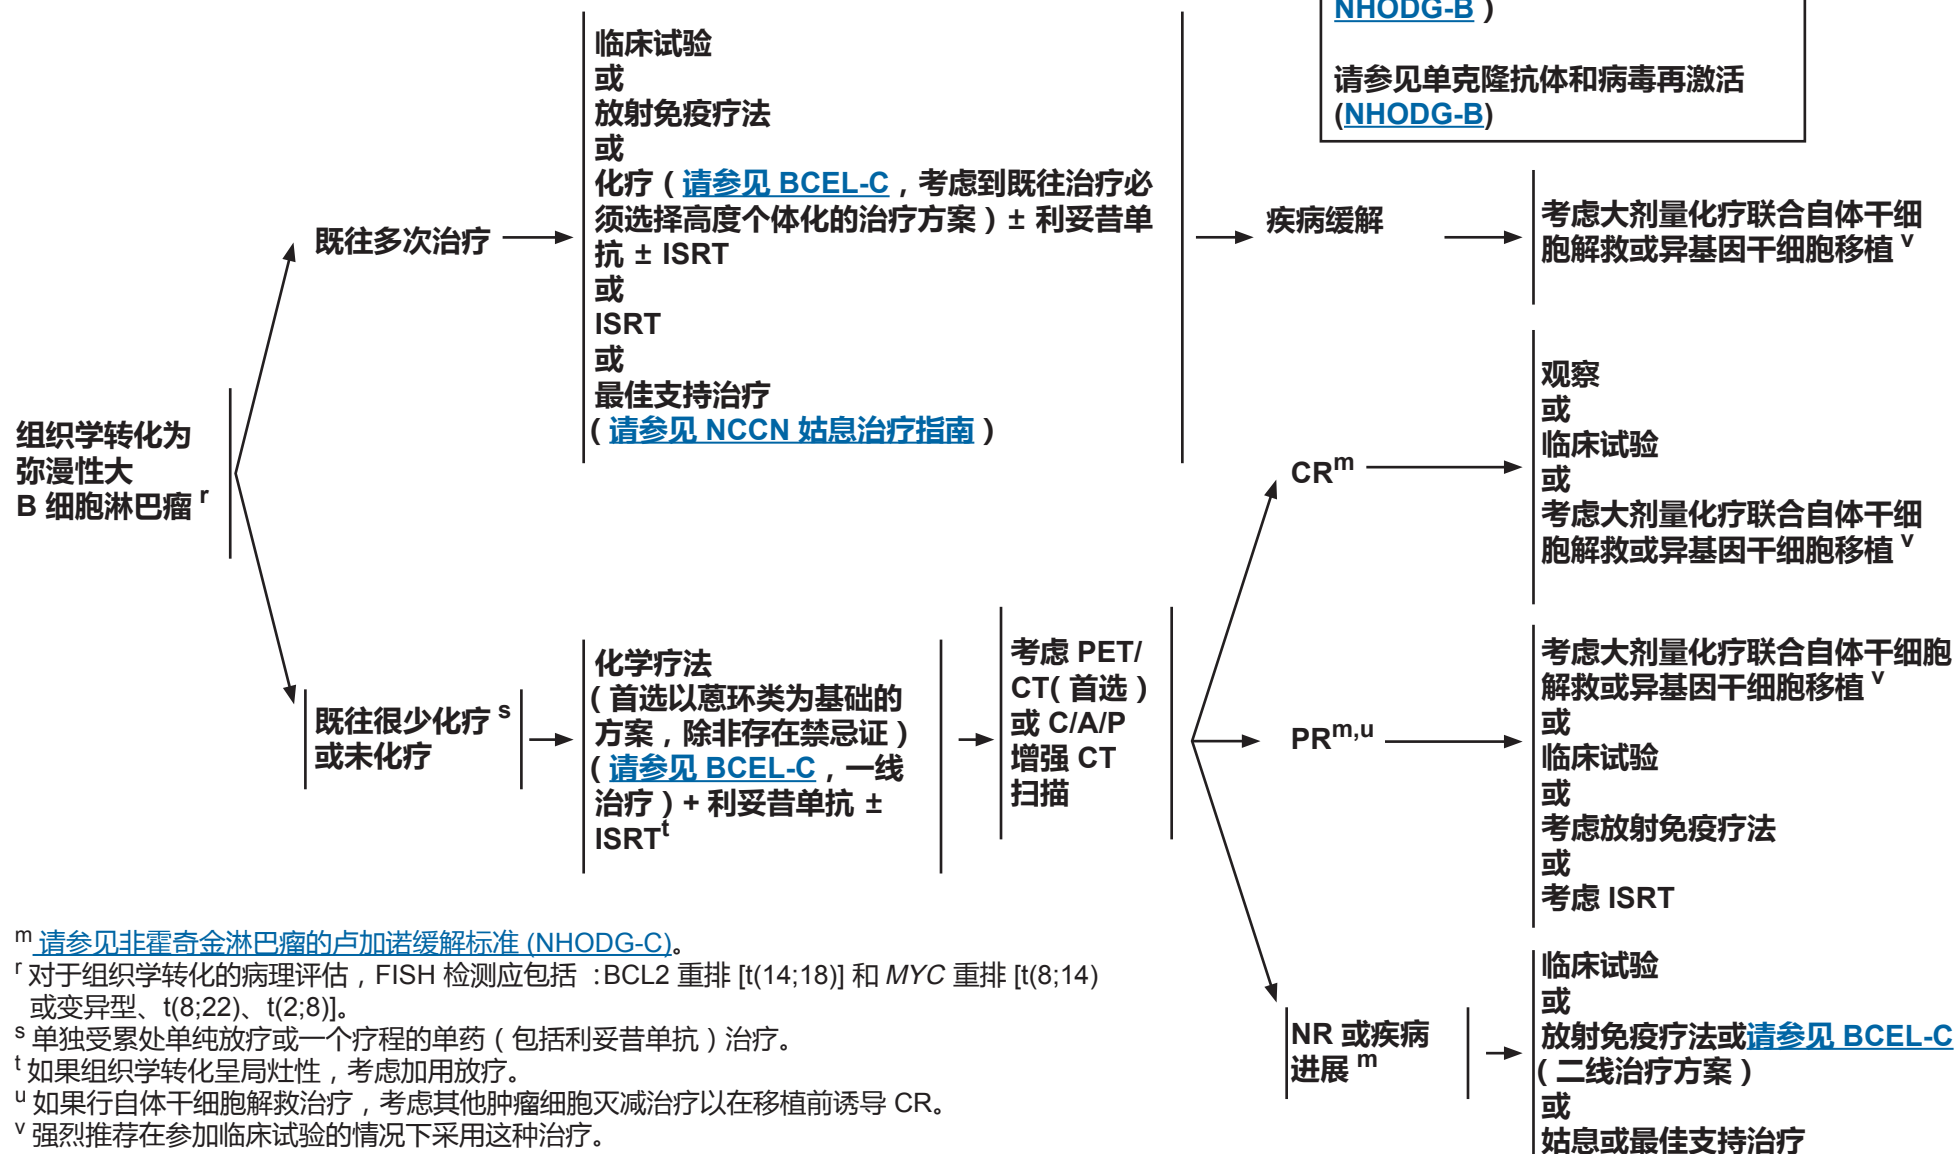 NHODG-B）
请参见单克隆抗体和病毒再激活
(NHODG-B)
组织学转化为
弥漫性大
B 细胞淋巴瘤 r
既往多次治疗
临床试验
或
放射免疫疗法
或
化疗（请参见 BCEL-C，考虑到既往治疗必
须选择高度个体化的治疗方案）± 利妥昔单
抗 ± ISRT
或
ISRT
或
最佳支持治疗
（请参见 NCCN 姑息治疗指南）
疾病缓解
考虑大剂量化疗联合自体干细
胞解救或异基因干细胞移植 v
既往很少化疗 s
或未化疗
化学疗法
（首选以蒽环类为基础的
方案，除非存在禁忌证）
（请参见 BCEL-C，一线
治疗）+ 利妥昔单抗 ±
ISRTt
考虑 PET/
CT（首选）
或 C/A/P
增强 CT
扫描
CRm
观察
或
临床试验
或
考虑大剂量化疗联合自体干细
胞解救或异基因干细胞移植 v
PRm,u
考虑大剂量化疗联合自体干细胞
解救或异基因干细胞移植 v
或
临床试验
或
考虑放射免疫疗法
或
考虑 ISRT
NR 或疾病
进展 m
临床试验
或
放射免疫疗法或请参见 BCEL-C
（二线治疗方案）
或
姑息或最佳支持治疗
m 请参见非霍奇金淋巴瘤的卢加诺缓解标准 (NHODG-C)。
r 对于组织学转化的病理评估，FISH 检测应包括：BCL2 重排 [t(14;18)] 和 MYC 重排 [t(8;14)
或变异型、t(8;22)、t(2;8)]。
s 单独受累处单纯放疗或一个疗程的单药（包括利妥昔单抗）治疗。
t 如果组织学转化呈局灶性，考虑加用放疗。
u 如果行自体干细胞解救治疗，考虑其他肿瘤细胞灭减治疗以在移植前诱导 CR。
v 强烈推荐在参加临床试验的情况下采用这种治疗。